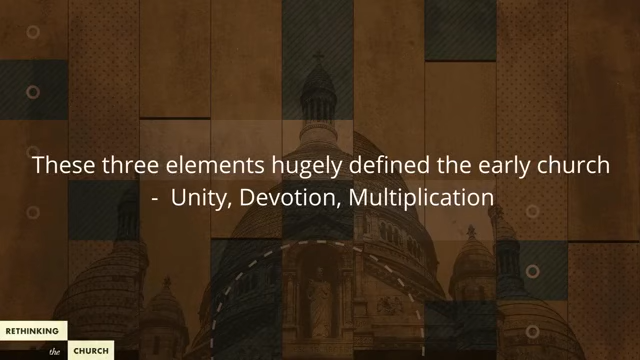 These three elements hugely defined the early church
- Unity, Devotion, Multiplication
RETHINKING
the CHURCH